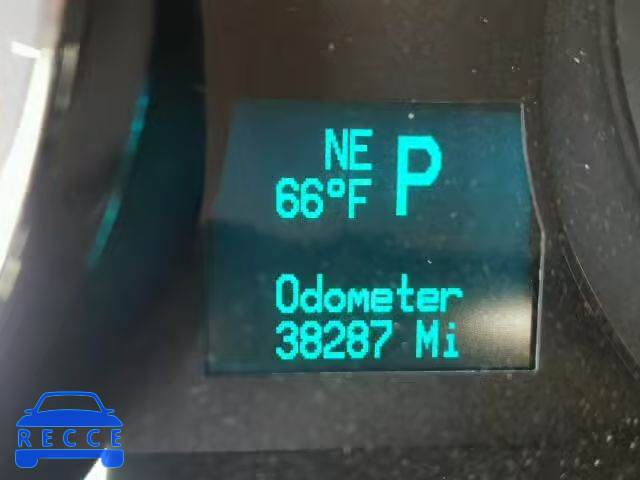 NE P
66°F
Odometer
38287 Mi
RECCE